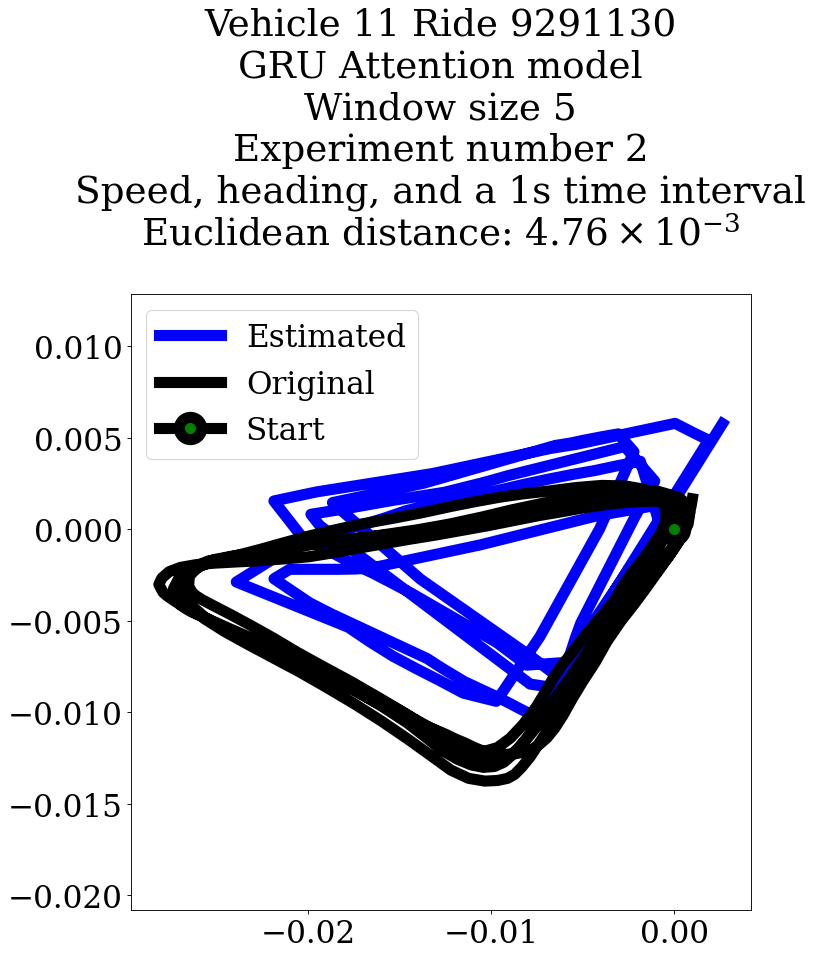 Vehicle 11 Ride 9291130
GRU Attention model
Window size 5
Experiment number 2
Speed, heading, and a 1s time interval
Euclidean distance: 4.76 × 10⁻³
Estimated
Original
Start
0.010
0.005
0.000
−0.005
−0.010
−0.015
−0.020
−0.02
−0.01
0.00